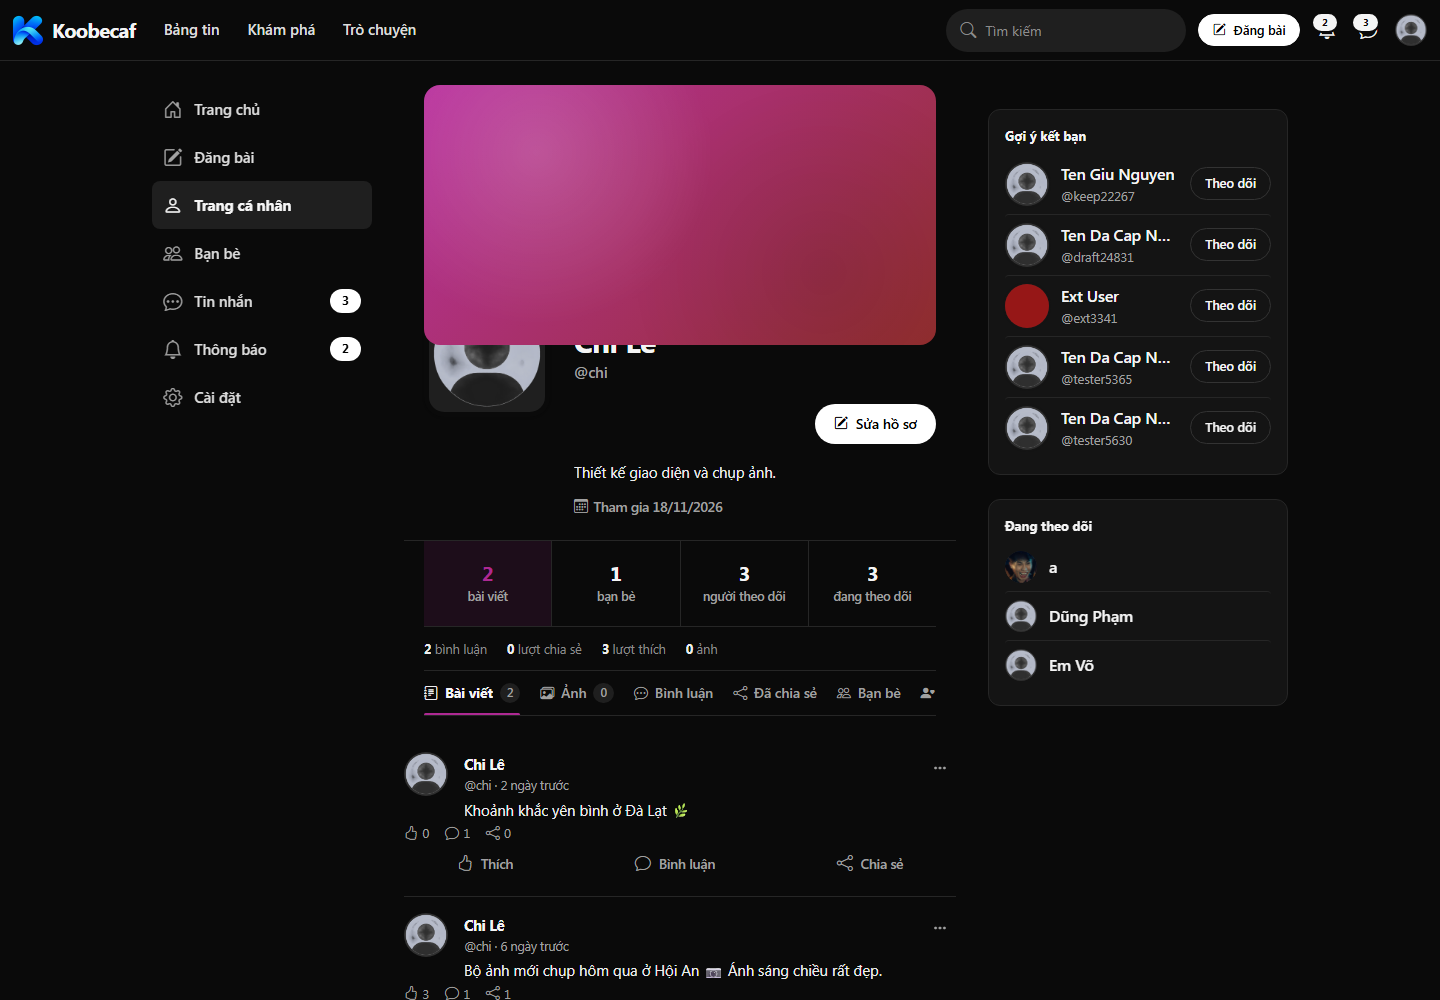 Koobecaf
Bảng tin
Khám phá
Trò chuyện
Tìm kiếm
Đăng bài
2
3
Trang chủ
Đăng bài
Trang cá nhân
Bạn bè
Tin nhắn
3
Thông báo
2
Cài đặt
Chi Lê
@chi
Sửa hồ sơ
Thiết kế giao diện và chụp ảnh.
Tham gia 18/11/2026
2
bài viết
1
bạn bè
3
người theo dõi
3
đang theo dõi
2 bình luận
0 lượt chia sẻ
3 lượt thích
0 ảnh
Bài viết 2
Ảnh 0
Bình luận
Đã chia sẻ
Bạn bè
Chi Lê
@chi · 2 ngày trước
Khoảnh khắc yên bình ở Đà Lạt 🌿
0
1
0
Thích
Bình luận
Chia sẻ
Chi Lê
@chi · 6 ngày trước
Bộ ảnh mới chụp hôm qua ở Hội An 📷 Ánh sáng chiều rất đẹp.
3
1
1
Gợi ý kết bạn
Ten Giu Nguyen
@keep22267
Theo dõi
Ten Da Cap N...
@draft24831
Theo dõi
Ext User
@ext3341
Theo dõi
Ten Da Cap N...
@tester5365
Theo dõi
Ten Da Cap N...
@tester5630
Theo dõi
Đang theo dõi
a
Dũng Phạm
Em Võ